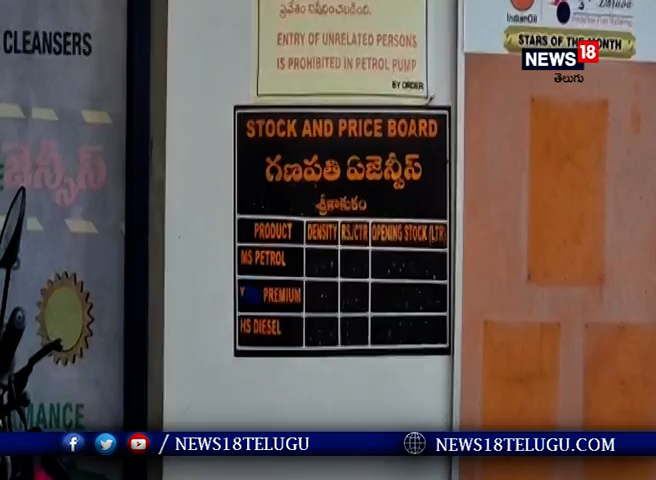 CLEANSERS
ప్రవేశం నిషేధించబడినది.
ENTRY OF UNRELATED PERSONS
IS PROHIBITED IN PETROL PUMP
BY ORDER
IndianOil
STARS OF THE MONTH
NEWS 18
తెలుగు
STOCK AND PRICE BOARD
గణపతి ఏజెన్సీస్
శ్రీకాకుళం
PRODUCT DENSITY RS./LTR OPENING STOCK (LTR)
MS PETROL
PREMIUM
HS DIESEL
/ NEWS18TELUGU
NEWS18TELUGU.COM